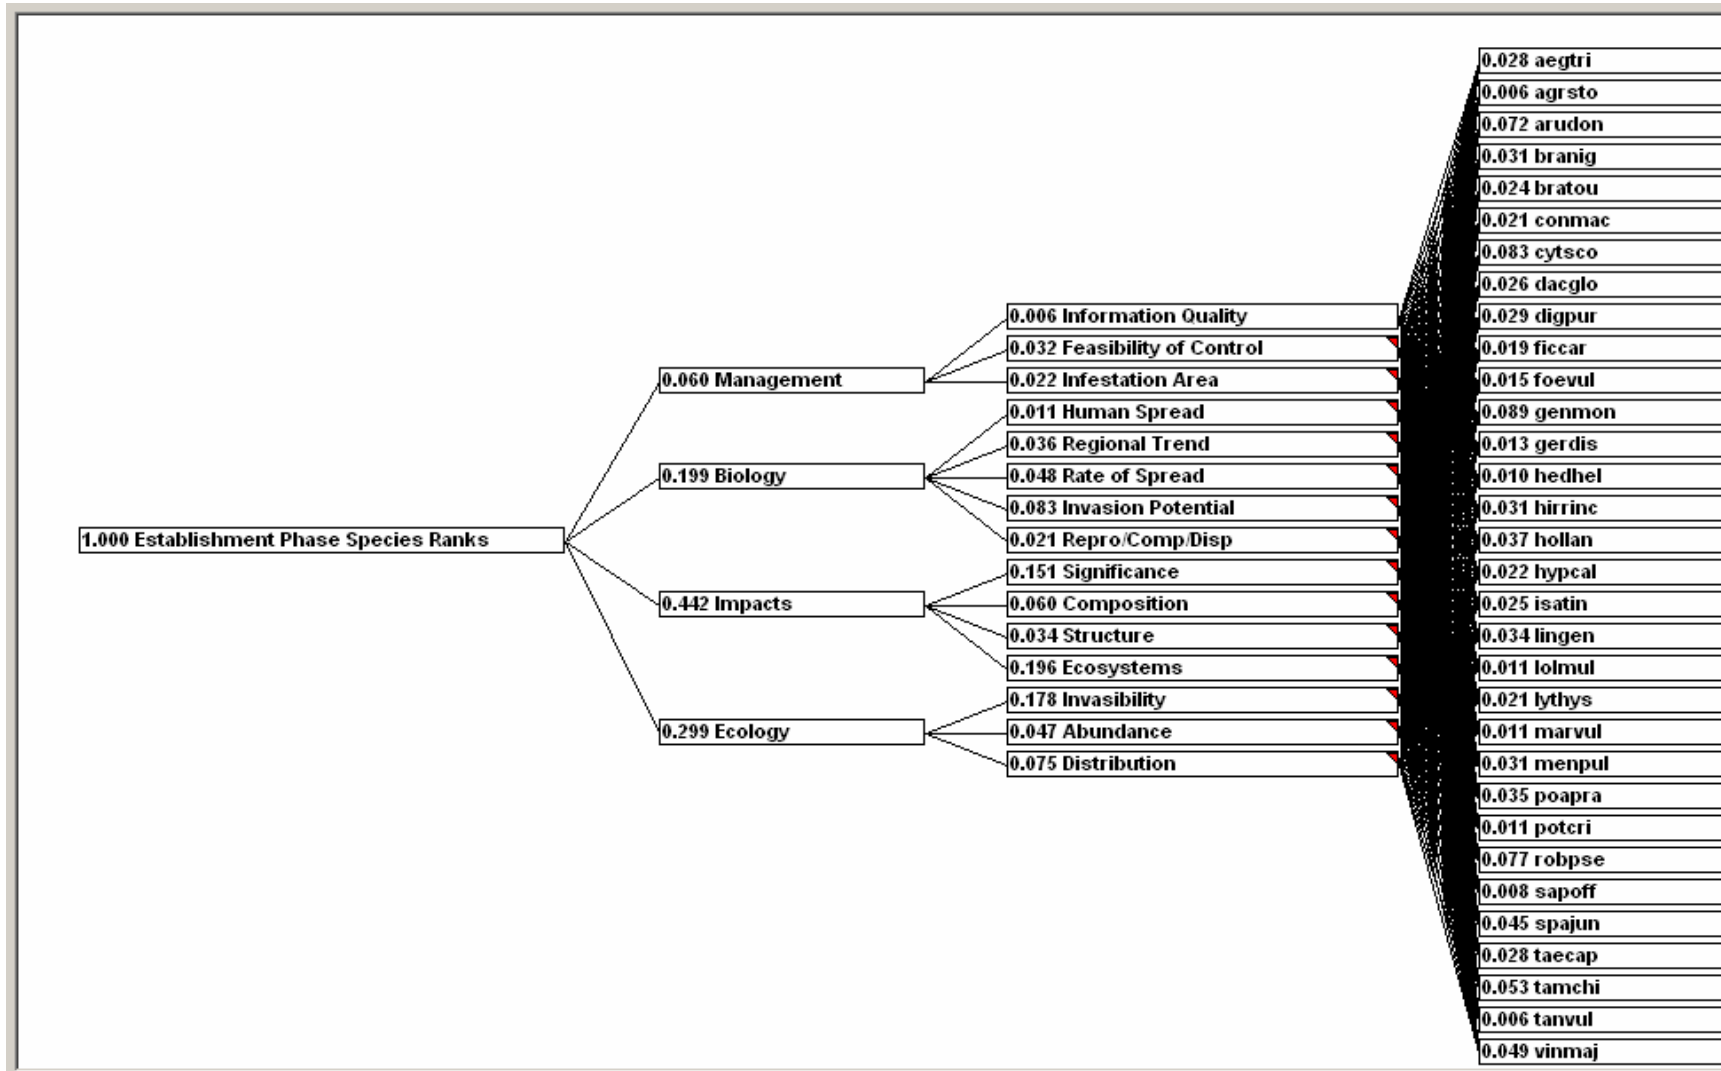 1.000 Establishment Phase Species Ranks
0.060 Management
0.199 Biology
0.442 Impacts
0.299 Ecology
0.006 Information Quality
0.032 Feasibility of Control
0.022 Infestation Area
0.011 Human Spread
0.036 Regional Trend
0.048 Rate of Spread
0.083 Invasion Potential
0.021 Repro/Comp/Disp
0.151 Significance
0.060 Composition
0.034 Structure
0.196 Ecosystems
0.178 Invasibility
0.047 Abundance
0.075 Distribution
0.028 aegtri
0.006 agrsto
0.072 arudon
0.031 branig
0.024 bratou
0.021 conmac
0.083 cytsco
0.026 dacglo
0.029 digpur
0.019 ficcar
0.015 foevul
0.089 genmon
0.013 gerdis
0.010 hedhel
0.031 hirrinc
0.037 hollan
0.022 hypcal
0.025 isatin
0.034 lingen
0.011 lolmul
0.021 lythys
0.011 marvul
0.031 menpul
0.035 poapra
0.011 potcri
0.077 robpse
0.008 sapoff
0.045 spajun
0.028 taecap
0.053 tamchi
0.006 tanvul
0.049 vinmaj